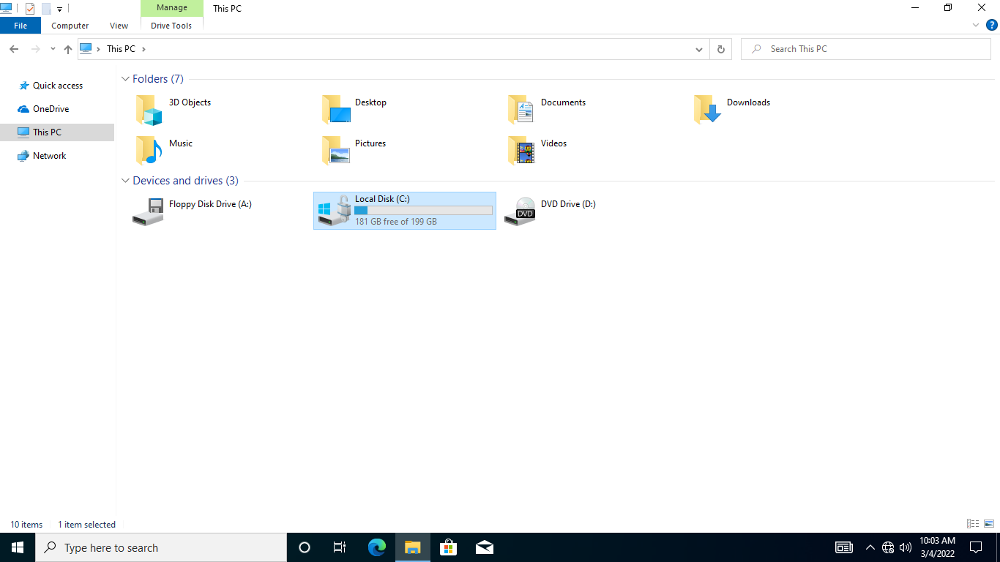 Manage
This PC
File
Computer
View
Drive Tools
This PC
Search This PC
Quick access
OneDrive
This PC
Network
Folders (7)
3D Objects
Desktop
Documents
Downloads
Music
Pictures
Videos
Devices and drives (3)
Floppy Disk Drive (A:)
Local Disk (C:)
181 GB free of 199 GB
DVD
DVD Drive (D:)
10 items
1 item selected
Type here to search
10:03 AM
3/4/2022